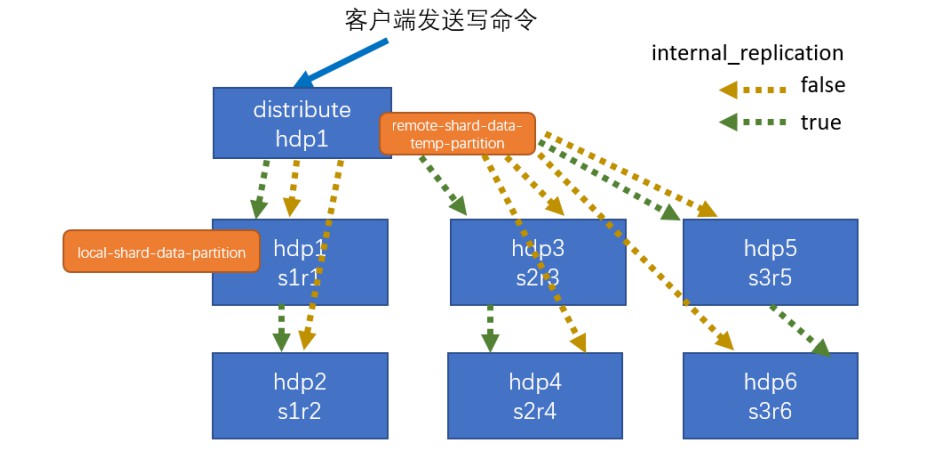 客户端发送写命令
internal_replication
false
true
distribute
hdp1
remote-shard-data-
temp-partition
local-shard-data-partition
hdp1
s1r1
hdp3
s2r3
hdp5
s3r5
hdp2
s1r2
hdp4
s2r4
hdp6
s3r6